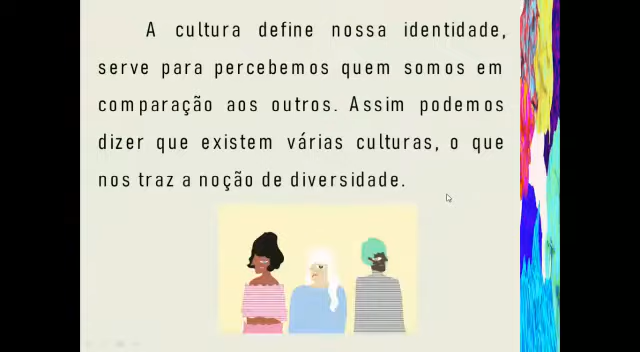 A cultura define nossa identidade,
serve para percebemos quem somos em
comparação aos outros. Assim podemos
dizer que existem várias culturas, o que
nos traz a noção de diversidade.